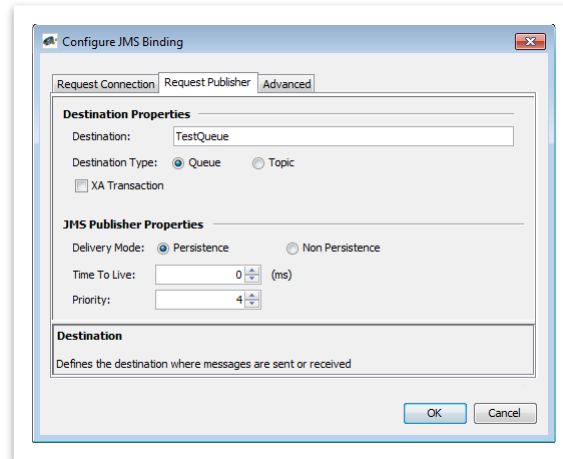 Configure JMS Binding
Request Connection Request Publisher Advanced
Destination Properties
Destination: TestQueue
Destination Type: Queue Topic
XA Transaction
JMS Publisher Properties
Delivery Mode: Persistence Non Persistence
Time To Live: 0 (ms)
Priority: 4
Destination
Defines the destination where messages are sent or received
OK Cancel